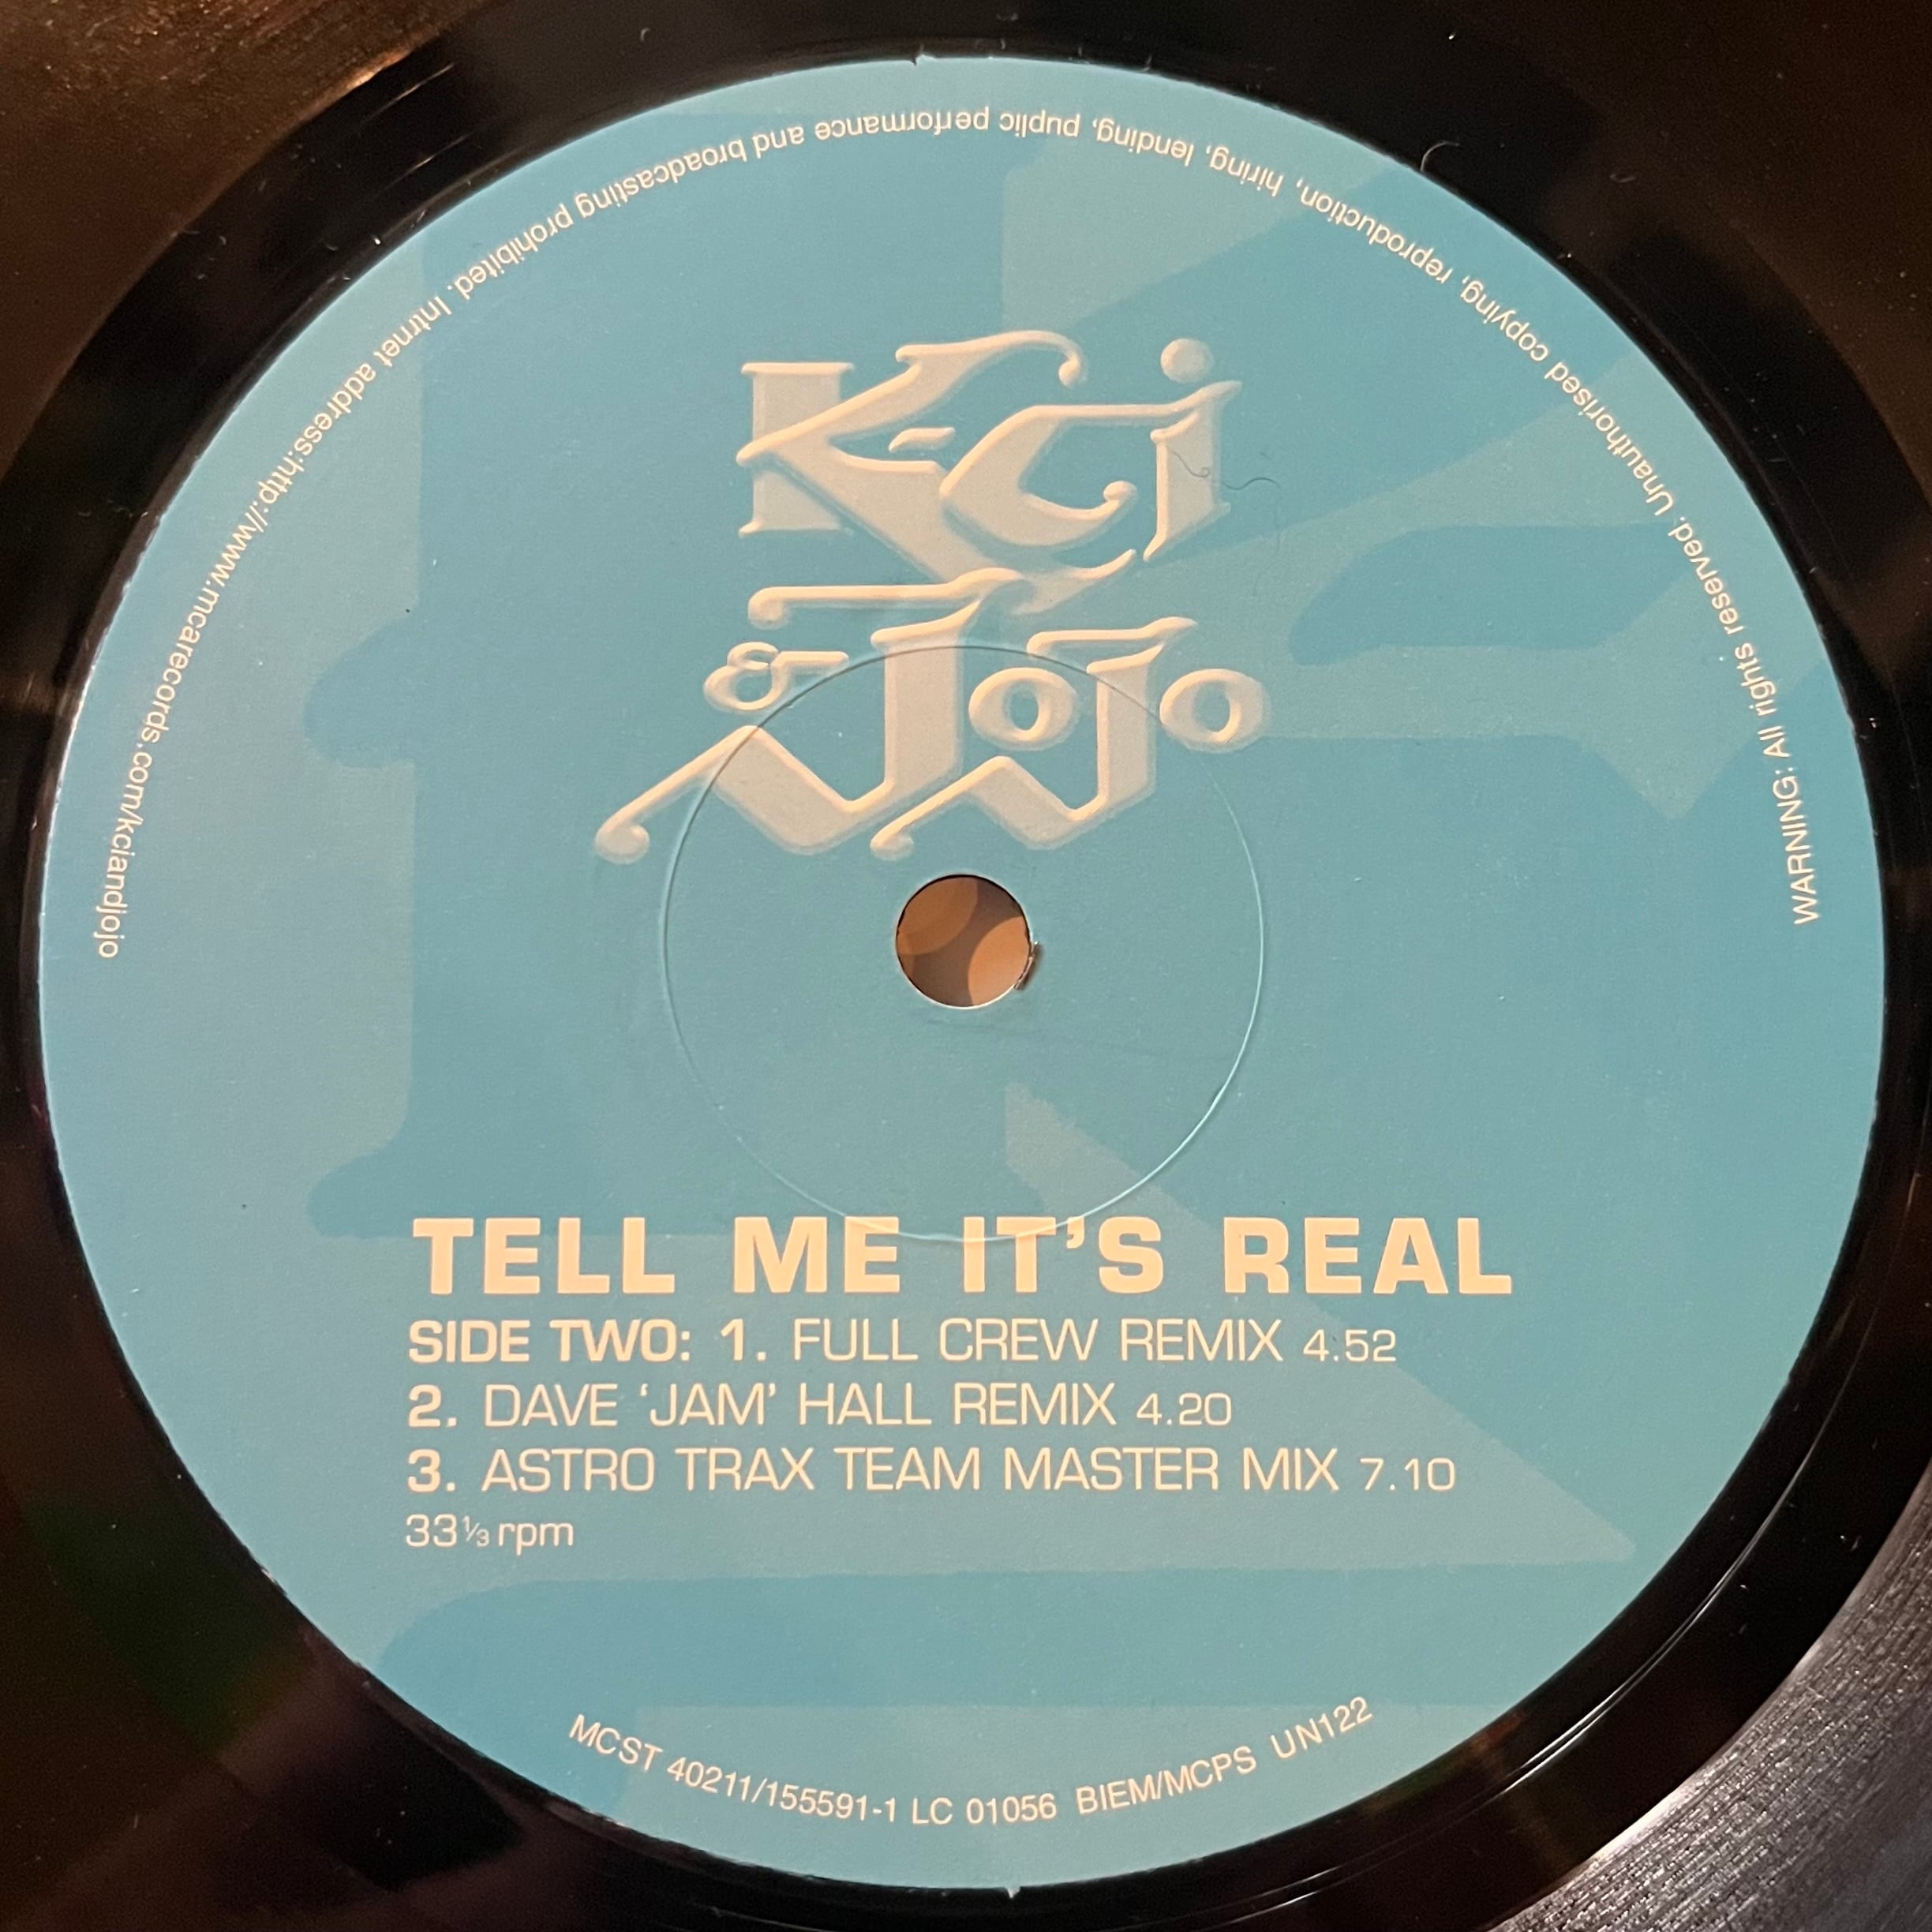 K-Ci
& JoJo
TELL ME IT'S REAL
SIDE TWO: 1. FULL CREW REMIX 4.52
2. DAVE 'JAM' HALL REMIX 4.20
3. ASTRO TRAX TEAM MASTER MIX 7.10
33⅓ rpm
MCST 40211/155591-1 LC 01056 BIEM/MCPS UN122
WARNING: All rights reserved. Unauthorised copying, reproduction, hiring, lending, puplic performance and broadcasting prohibited. Intrnet address:http://www.mcarecords.com/kciandjojo